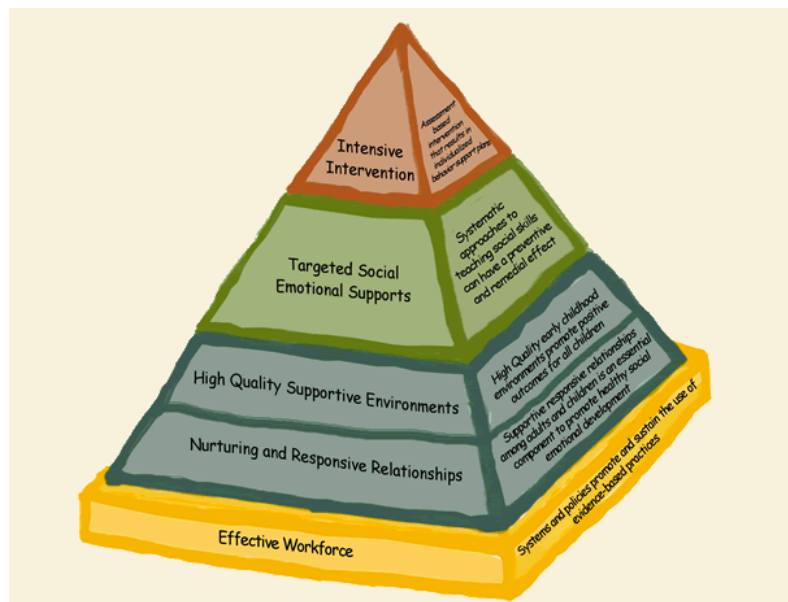 Intensive
Intervention
Assessment
based
intervention
that results in
individualized
behavior support plans
Targeted Social
Emotional Supports
Systematic
approaches to
teaching social skills
can have a preventive
and remedial effect
High Quality Supportive Environments
High Quality early childhood
environments promote positive
outcomes for all children
Nurturing and Responsive Relationships
Supportive responsive relationships
among adults and children is an essential
component to promote healthy social
emotional development
Effective Workforce
Systems and policies promote and sustain the use of
evidence-based practices